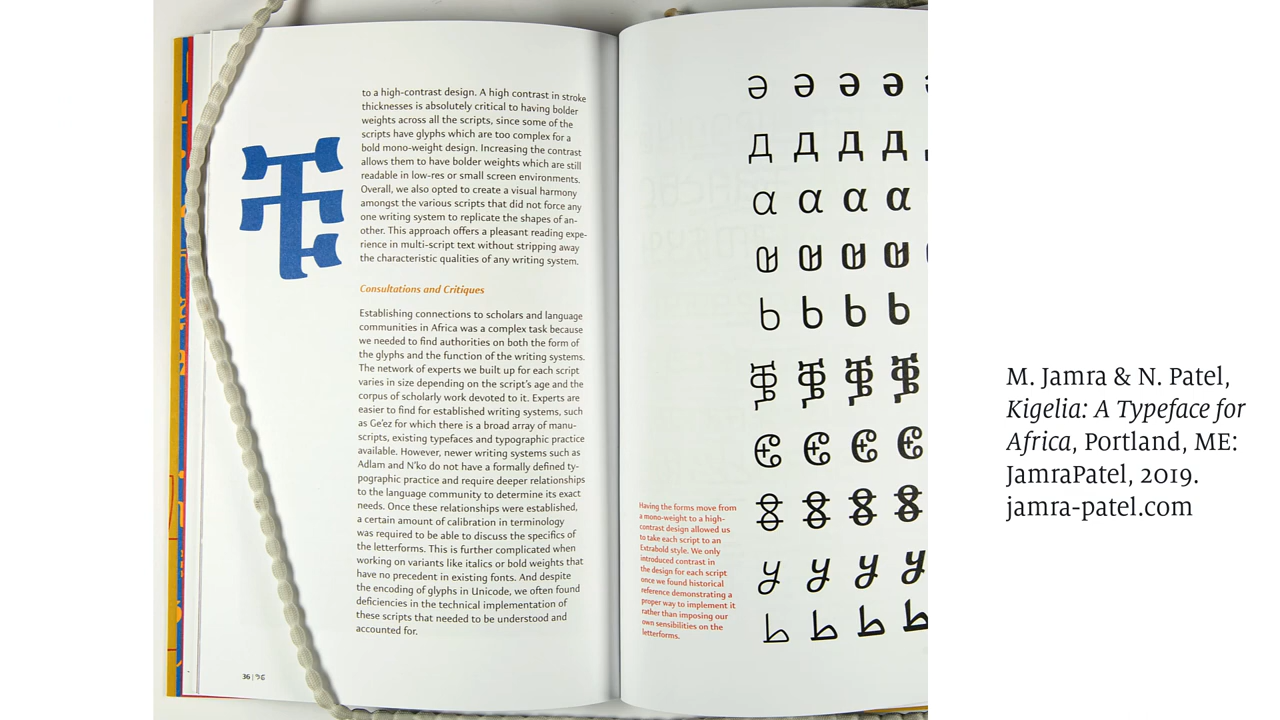 to a high-contrast design. A high contrast in stroke
thicknesses is absolutely critical to having bolder
weights across all the scripts, since some of the
scripts have glyphs which are too complex for a
bold mono-weight design. Increasing the contrast
allows them to have bolder weights which are still
readable in low-res or small screen environments.
Overall, we also opted to create a visual harmony
amongst the various scripts that did not force any
one writing system to replicate the shapes of an-
other. This approach offers a pleasant reading expe-
rience in multi-script text without stripping away
the characteristic qualities of any writing system.
Consultations and Critiques
Establishing connections to scholars and language
communities in Africa was a complex task because
we needed to find authorities on both the form of
the glyphs and the function of the writing systems.
The network of experts we built up for each script
varies in size depending on the script's age and the
corpus of scholarly work devoted to it. Experts are
easier to find for established writing systems, such
as Ge'ez for which there is a broad array of manu-
scripts, existing typefaces and typographic practice
available. However, newer writing systems such as
Adlam and N'ko do not have a formally defined ty-
pographic practice and require deeper relationships
to the language community to determine its exact
needs. Once these relationships were established,
a certain amount of calibration in terminology
was required to be able to discuss the specifics of
the letterforms. This is further complicated when
working on variants like italics or bold weights that
have no precedent in existing fonts. And despite
the encoding of glyphs in Unicode, we often found
deficiencies in the technical implementation of
these scripts that needed to be understood and
accounted for.
36 |
Having the forms move from
a mono-weight to a high-
contrast design allowed us
to take each script to an
Extrabold style. We only
introduced contrast in
the design for each script
once we found historical
reference demonstrating a
proper way to implement it
rather than imposing our
own sensibilities on the
letterforms.
ə ə ə ə
д д д д
α α α α
M. Jamra & N. Patel,
Kigelia: A Typeface for
Africa, Portland, ME:
JamraPatel, 2019.
jamra-patel.com